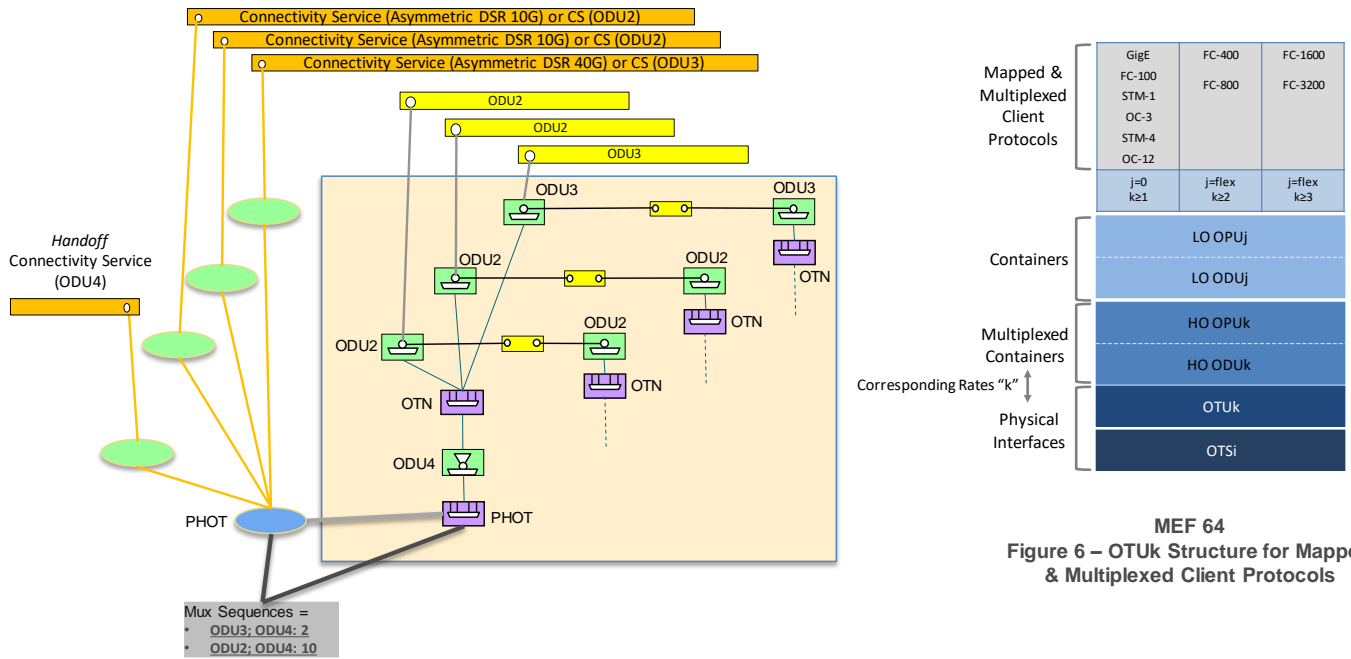 Connectivity Service (Asymmetric DSR 10G) or CS (ODU2)
Connectivity Service (Asymmetric DSR 10G) or CS (ODU2)
Connectivity Service (Asymmetric DSR 40G) or CS (ODU3)
ODU2
ODU2
ODU3
ODU3
ODU3
ODU2
ODU2
OTN
ODU2
ODU2
OTN
OTN
OTN
ODU4
PHOT
Handoff
Connectivity Service
(ODU4)
PHOT
Mux Sequences =
• ODU3; ODU4: 2
• ODU2; ODU4: 10
Mapped &
Multiplexed
Client
Protocols
GigE
FC-100
STM-1
OC-3
STM-4
OC-12
FC-400
FC-800
FC-1600
FC-3200
j=0
k≥1
j=flex
k≥2
j=flex
k≥3
Containers
LO OPUj
LO ODUj
Multiplexed
Containers
HO OPUk
HO ODUk
Corresponding Rates “k”
Physical
Interfaces
OTUk
OTSi
MEF 64
Figure 6 – OTUk Structure for Mappe
& Multiplexed Client Protocols